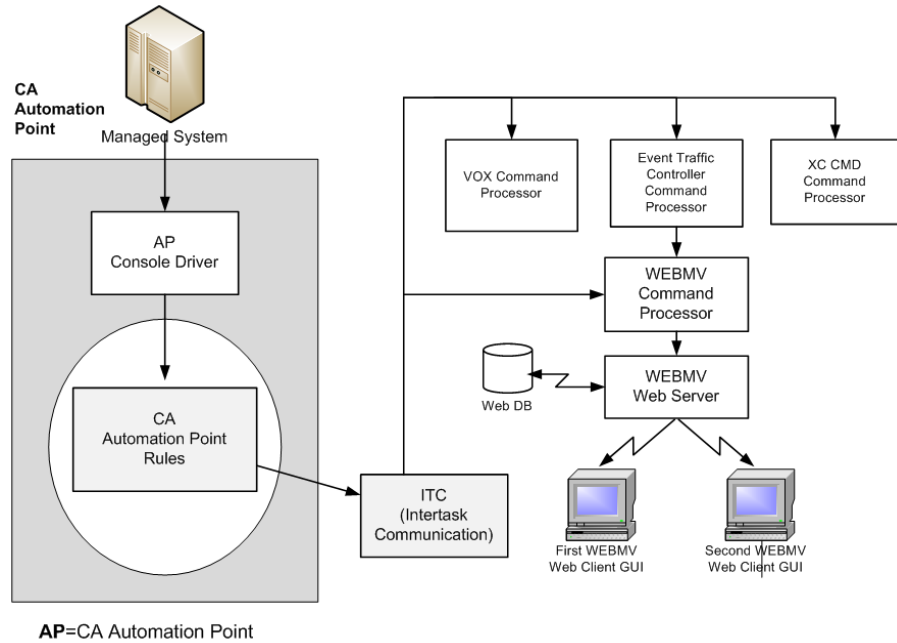 CA
Automation
Point
Managed System
AP
Console Driver
CA
Automation Point
Rules
ITC
(Intertask
Communication)
VOX Command
Processor
Event Traffic
Controller
Command
Processor
XC CMD
Command
Processor
WEBMV
Command
Processor
WEBMV
Web Server
Web DB
First WEBMV
Web Client GUI
Second WEBMV
Web Client GUI
AP=CA Automation Point